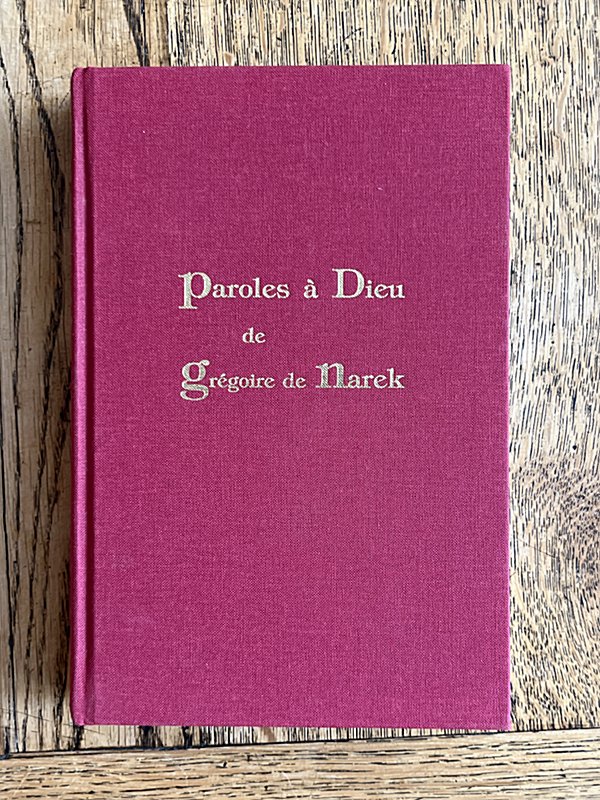 Paroles à Dieu
de
grégoire de narek